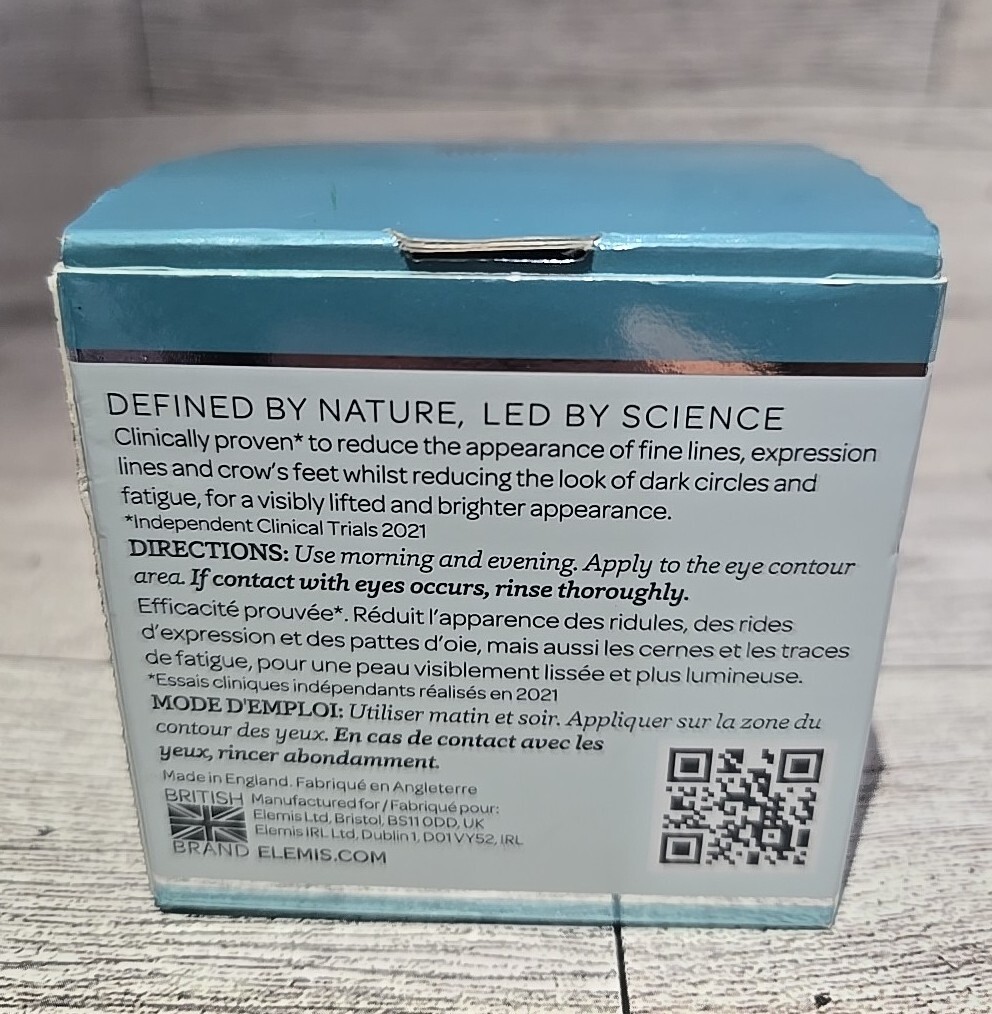 DEFINED BY NATURE, LED BY SCIENCE
Clinically proven* to reduce the appearance of fine lines, expression
lines and crow's feet whilst reducing the look of dark circles and
fatigue, for a visibly lifted and brighter appearance.
*Independent Clinical Trials 2021
DIRECTIONS: Use morning and evening. Apply to the eye contour
area. If contact with eyes occurs, rinse thoroughly.
Efficacité prouvée*. Réduit l'apparence des ridules, des rides
d'expression et des pattes d'oie, mais aussi les cernes et les traces
de fatigue, pour une peau visiblement lissée et plus lumineuse.
*Essais cliniques indépendants réalisés en 2021
MODE D'EMPLOI: Utiliser matin et soir. Appliquer sur la zone du
contour des yeux. En cas de contact avec les
yeux, rincer abondamment.
Made in England. Fabriqué en Angleterre
BRITISH Manufactured for / Fabriqué pour:
Elemis Ltd, Bristol, BS11 0DD, UK
Elemis IRL Ltd, Dublin 1, D01 VY52, IRL
BRAND ELEMIS.COM